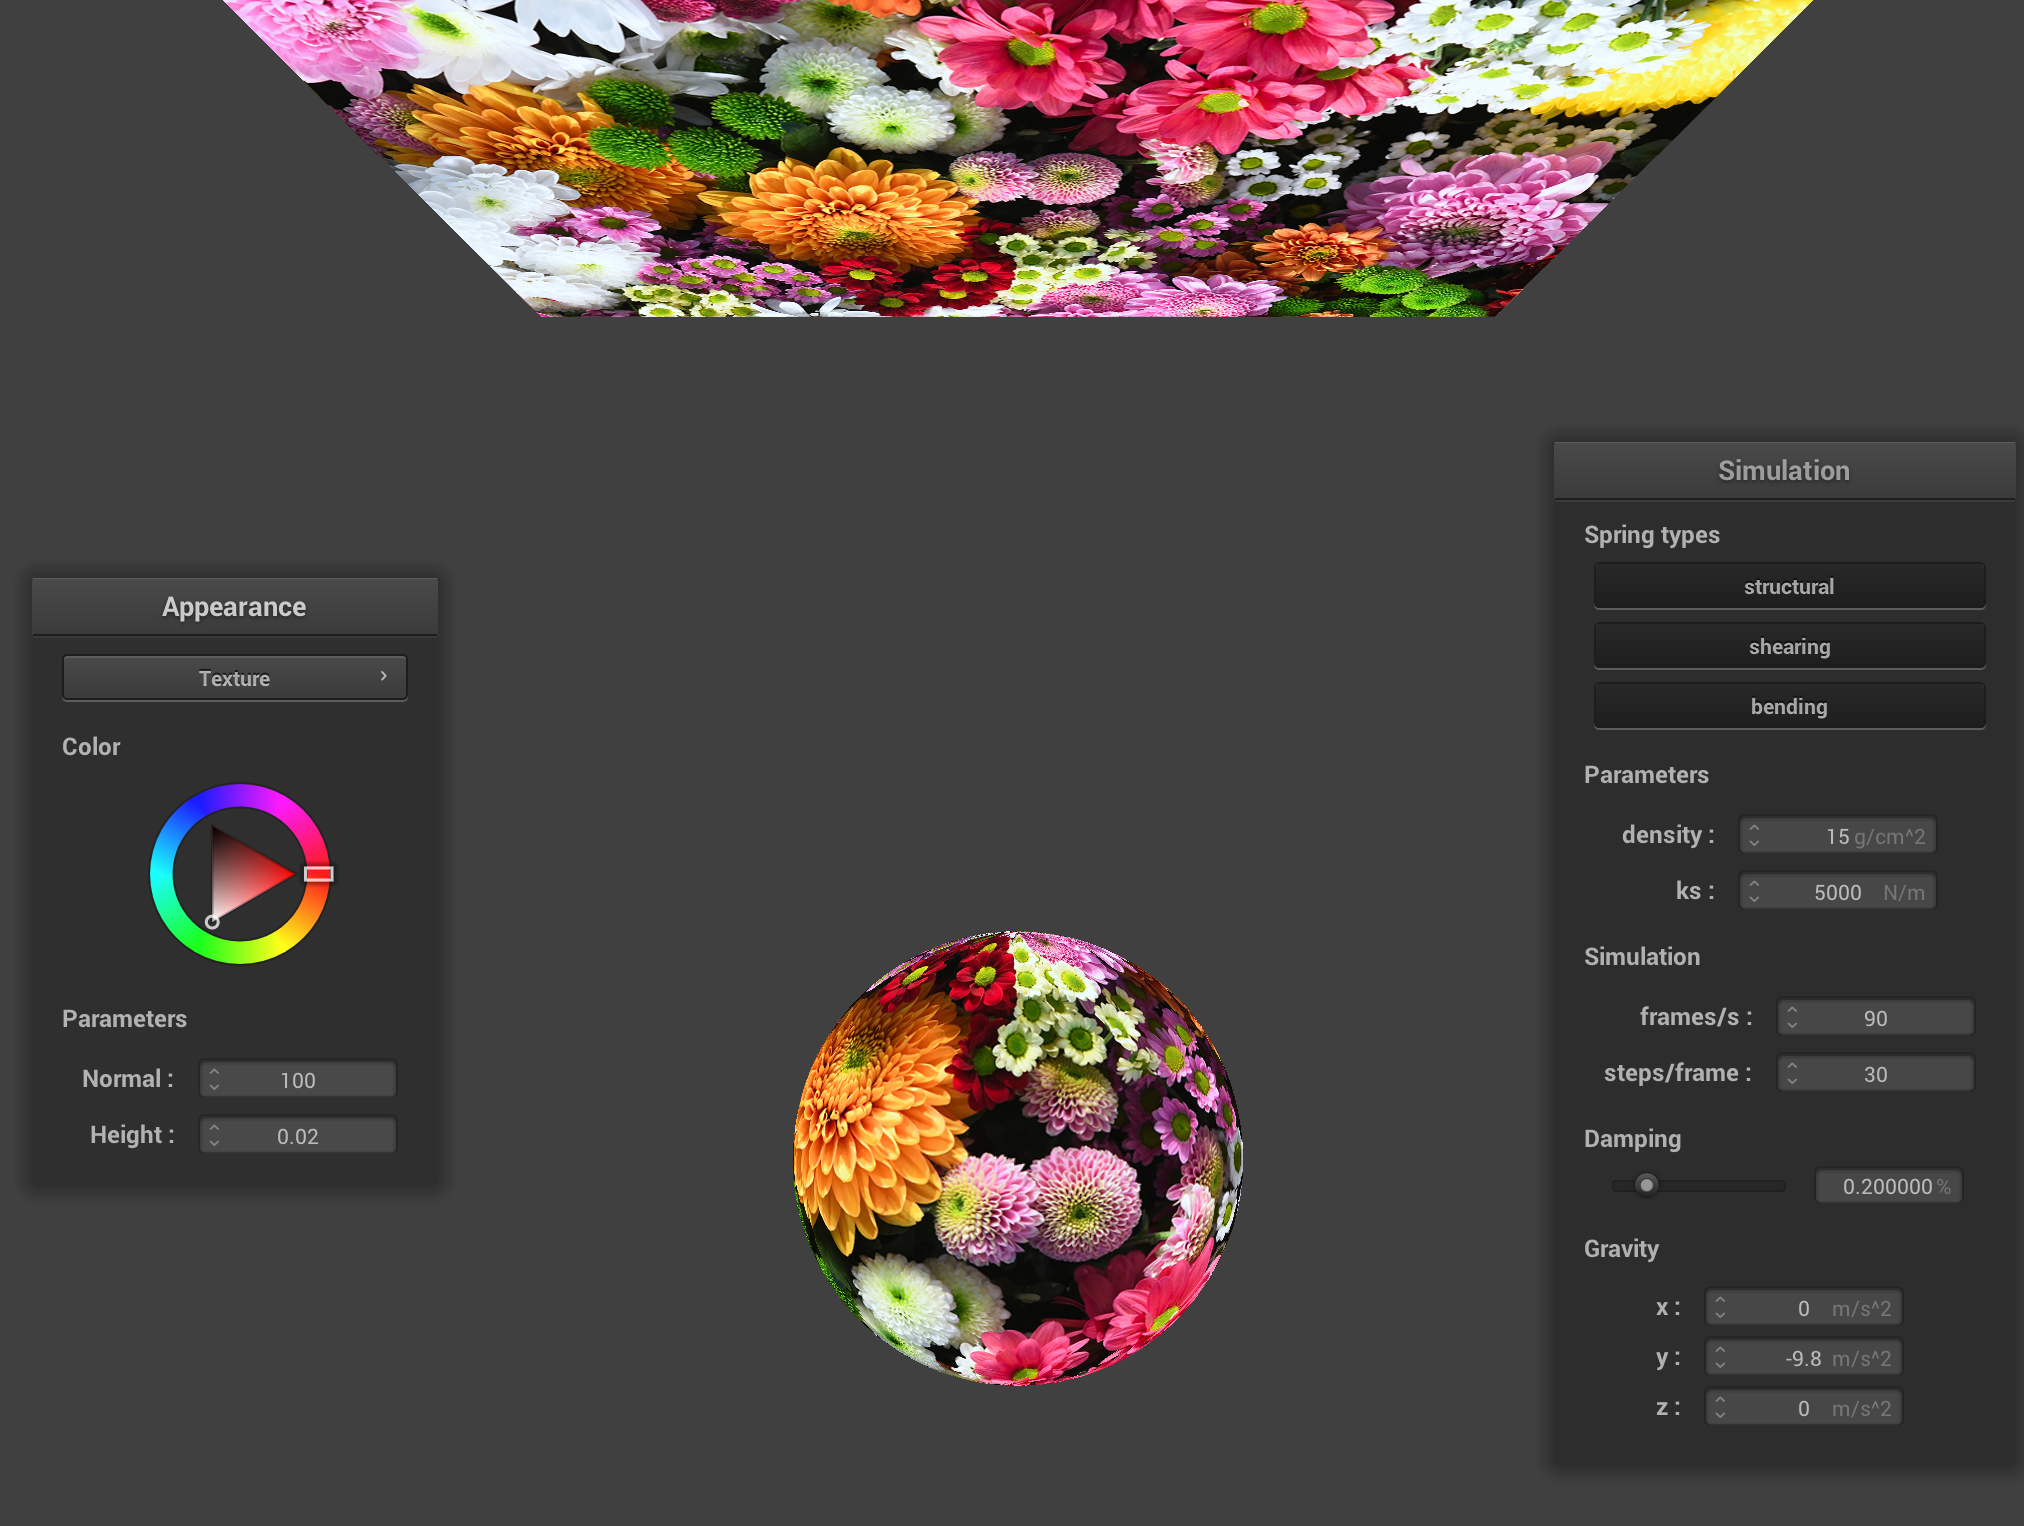 Appearance
Texture
Color
Parameters
Normal : 100
Height : 0.02
Simulation
Spring types
structural
shearing
bending
Parameters
density : 15 g/cm^2
ks : 5000 N/m
Simulation
frames/s : 90
steps/frame : 30
Damping
0.200000 %
Gravity
x : 0 m/s^2
y : -9.8 m/s^2
z : 0 m/s^2